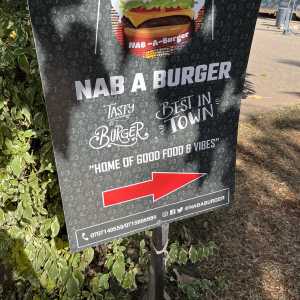 NAB -A-Burger
NAB A BURGER
TASTY BURGER
BEST IN TOWN
"HOME OF GOOD FOOD & VIBES"
@NABABURGER